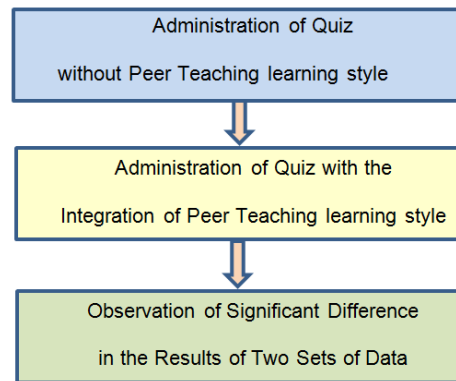 Administration of Quiz
without Peer Teaching learning style
Administration of Quiz with the
Integration of Peer Teaching learning style
Observation of Significant Difference
in the Results of Two Sets of Data